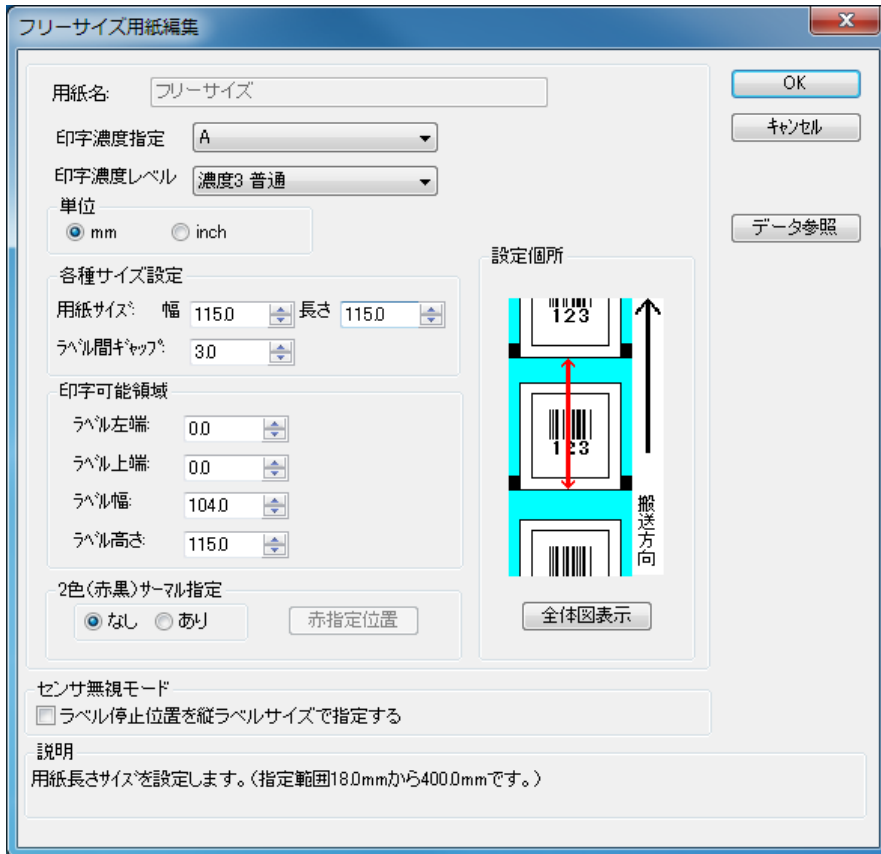 フリーサイズ用紙編集
用紙名: フリーサイズ
OK
印字濃度指定 A
キャンセル
印字濃度レベル 濃度3 普通
単位
mm inch
データ参照
各種サイズ設定
用紙サイズ: 幅 115.0 長さ 115.0
ラベル間ギャップ: 3.0
印字可能領域
ラベル左端: 0.0
ラベル上端: 0.0
ラベル幅: 104.0
ラベル高さ: 115.0
設定個所
123
123
搬送方向
全体図表示
2色(赤黒)サーマル指定
なし あり 赤指定位置
センサ無視モード
ラベル停止位置を縦ラベルサイズで指定する
説明
用紙長さサイズを設定します。(指定範囲18.0mmから400.0mmです。)